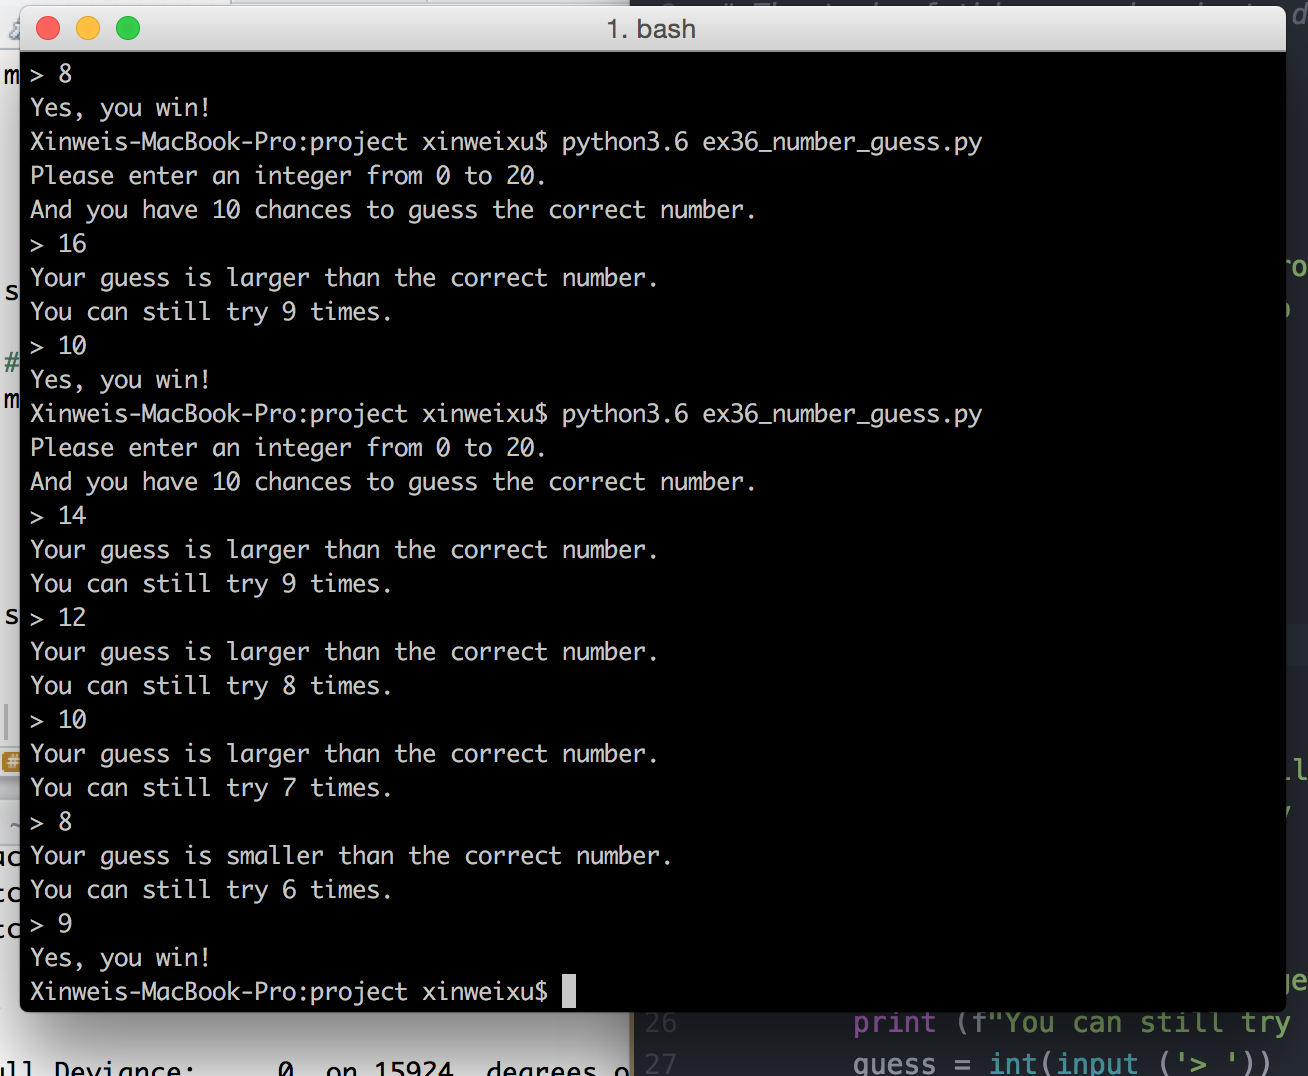 1. bash
> 8
Yes, you win!
Xinweis-MacBook-Pro:project xinweixu$ python3.6 ex36_number_guess.py
Please enter an integer from 0 to 20.
And you have 10 chances to guess the correct number.
> 16
Your guess is larger than the correct number.
You can still try 9 times.
> 10
Yes, you win!
Xinweis-MacBook-Pro:project xinweixu$ python3.6 ex36_number_guess.py
Please enter an integer from 0 to 20.
And you have 10 chances to guess the correct number.
> 14
Your guess is larger than the correct number.
You can still try 9 times.
> 12
Your guess is larger than the correct number.
You can still try 8 times.
> 10
Your guess is larger than the correct number.
You can still try 7 times.
> 8
Your guess is smaller than the correct number.
You can still try 6 times.
> 9
Yes, you win!
Xinweis-MacBook-Pro:project xinweixu$
26 print (f"You can still try
27 guess = int(input ('> '))
Deviance: 0 on 15924 degrees